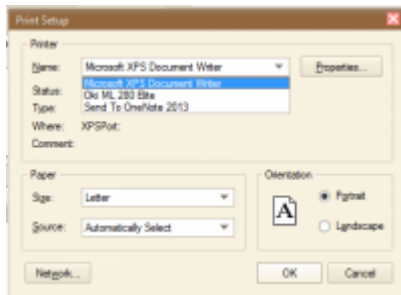 Print Setup
Printer
Name: Microsoft XPS Document Writer Properties...
Microsoft XPS Document Writer
Status:
Oki ML 280 Elite
Type: Send To OneNote 2013
Where: XPSPort:
Comment:
Paper
Orientation
Size: Letter
Portrait
A
Source: Automatically Select
Landscape
Network... OK Cancel